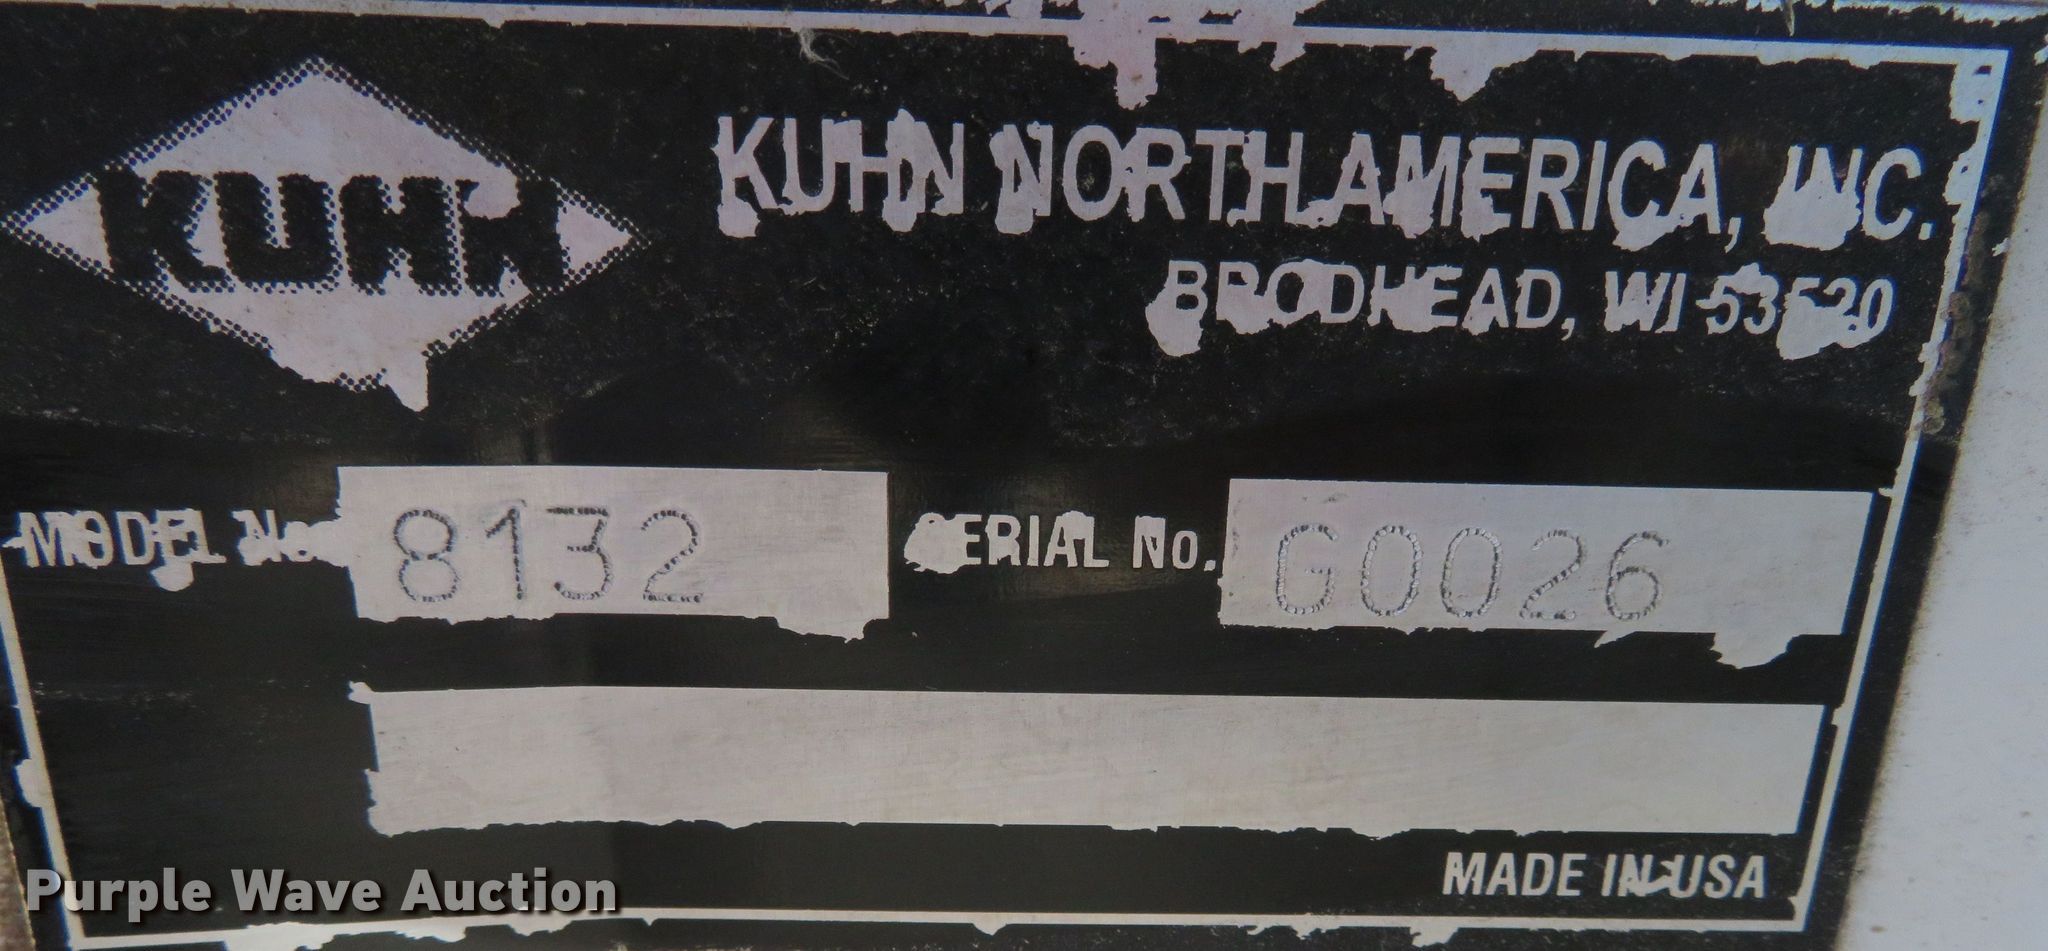 KUHN
KUHN NORTH AMERICA, INC.
BRODHEAD, WI 53520
MODEL No. 8132 SERIAL No. G0026
MADE IN USA
Purple Wave Auction